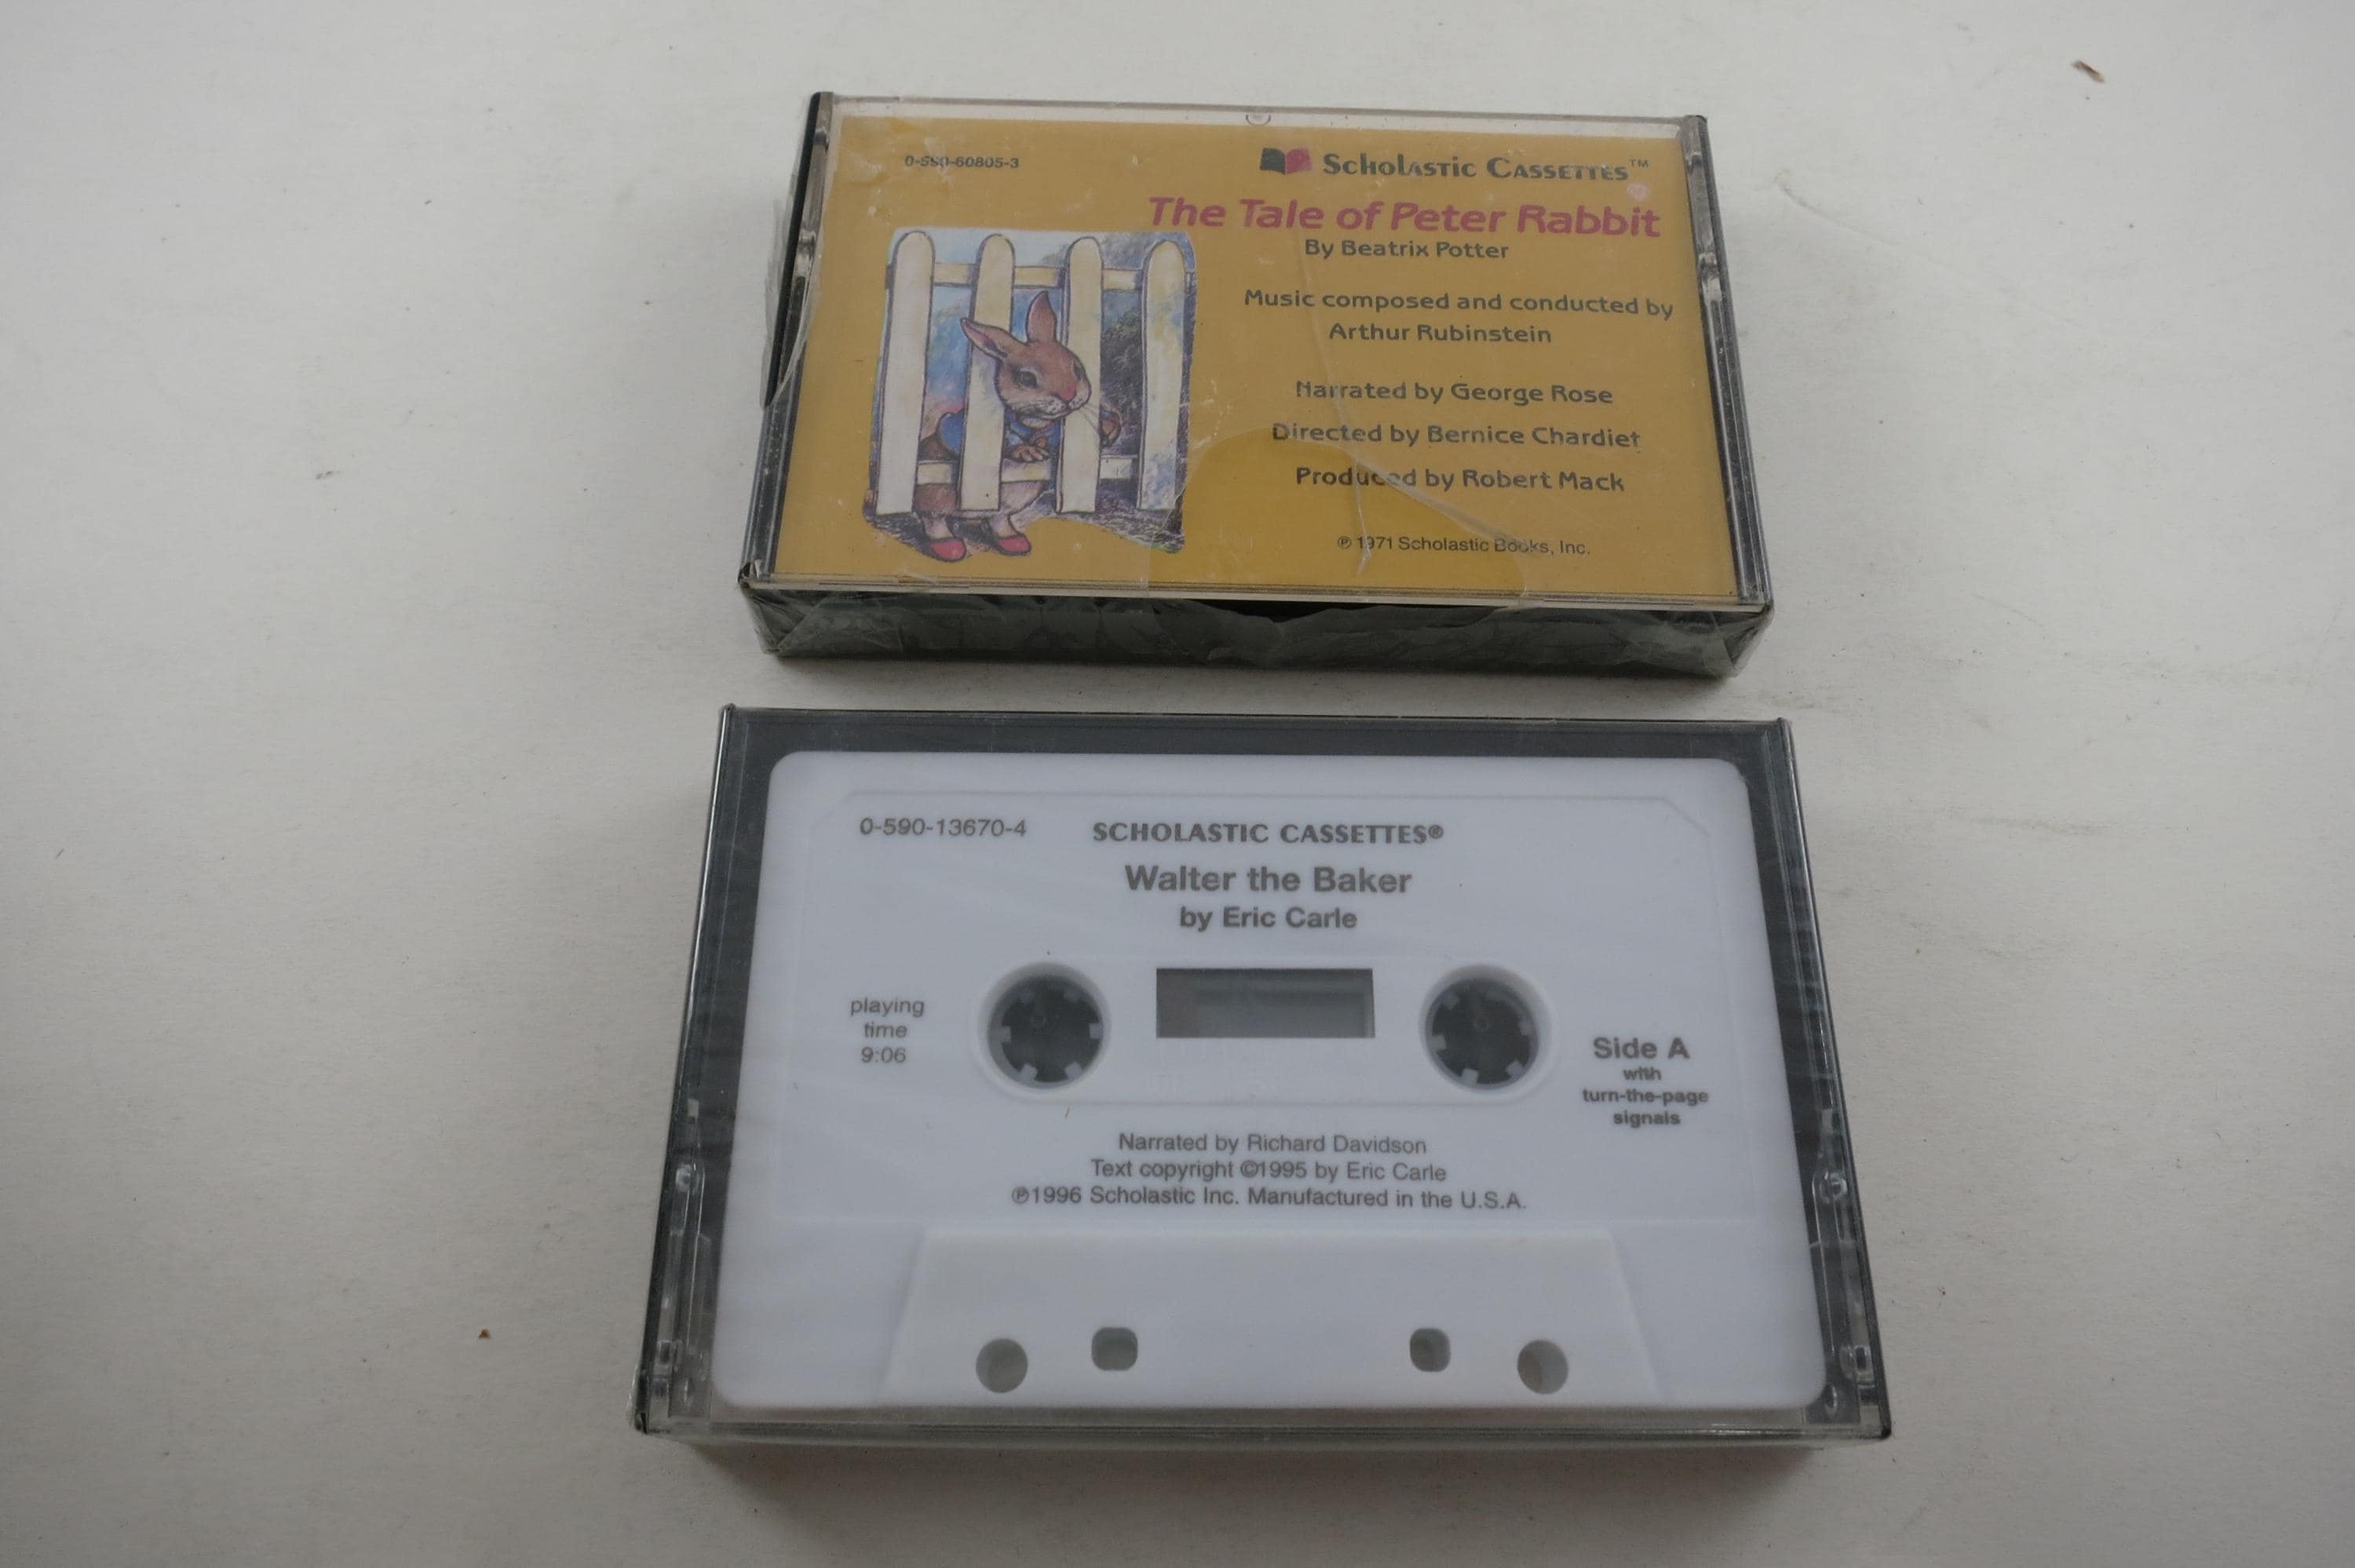 0-590-60805-3
Scholastic Cassettes™
The Tale of Peter Rabbit
By Beatrix Potter
Music composed and conducted by
Arthur Rubinstein
Narrated by George Rose
Directed by Bernice Chardiet
Produced by Robert Mack
℗ 1971 Scholastic Books, Inc.
0-590-13670-4
SCHOLASTIC CASSETTES®
Walter the Baker
by Eric Carle
playing
time
9:06
Side A
with
turn-the-page
signals
Narrated by Richard Davidson
Text copyright ©1995 by Eric Carle
℗1996 Scholastic Inc. Manufactured in the U.S.A.